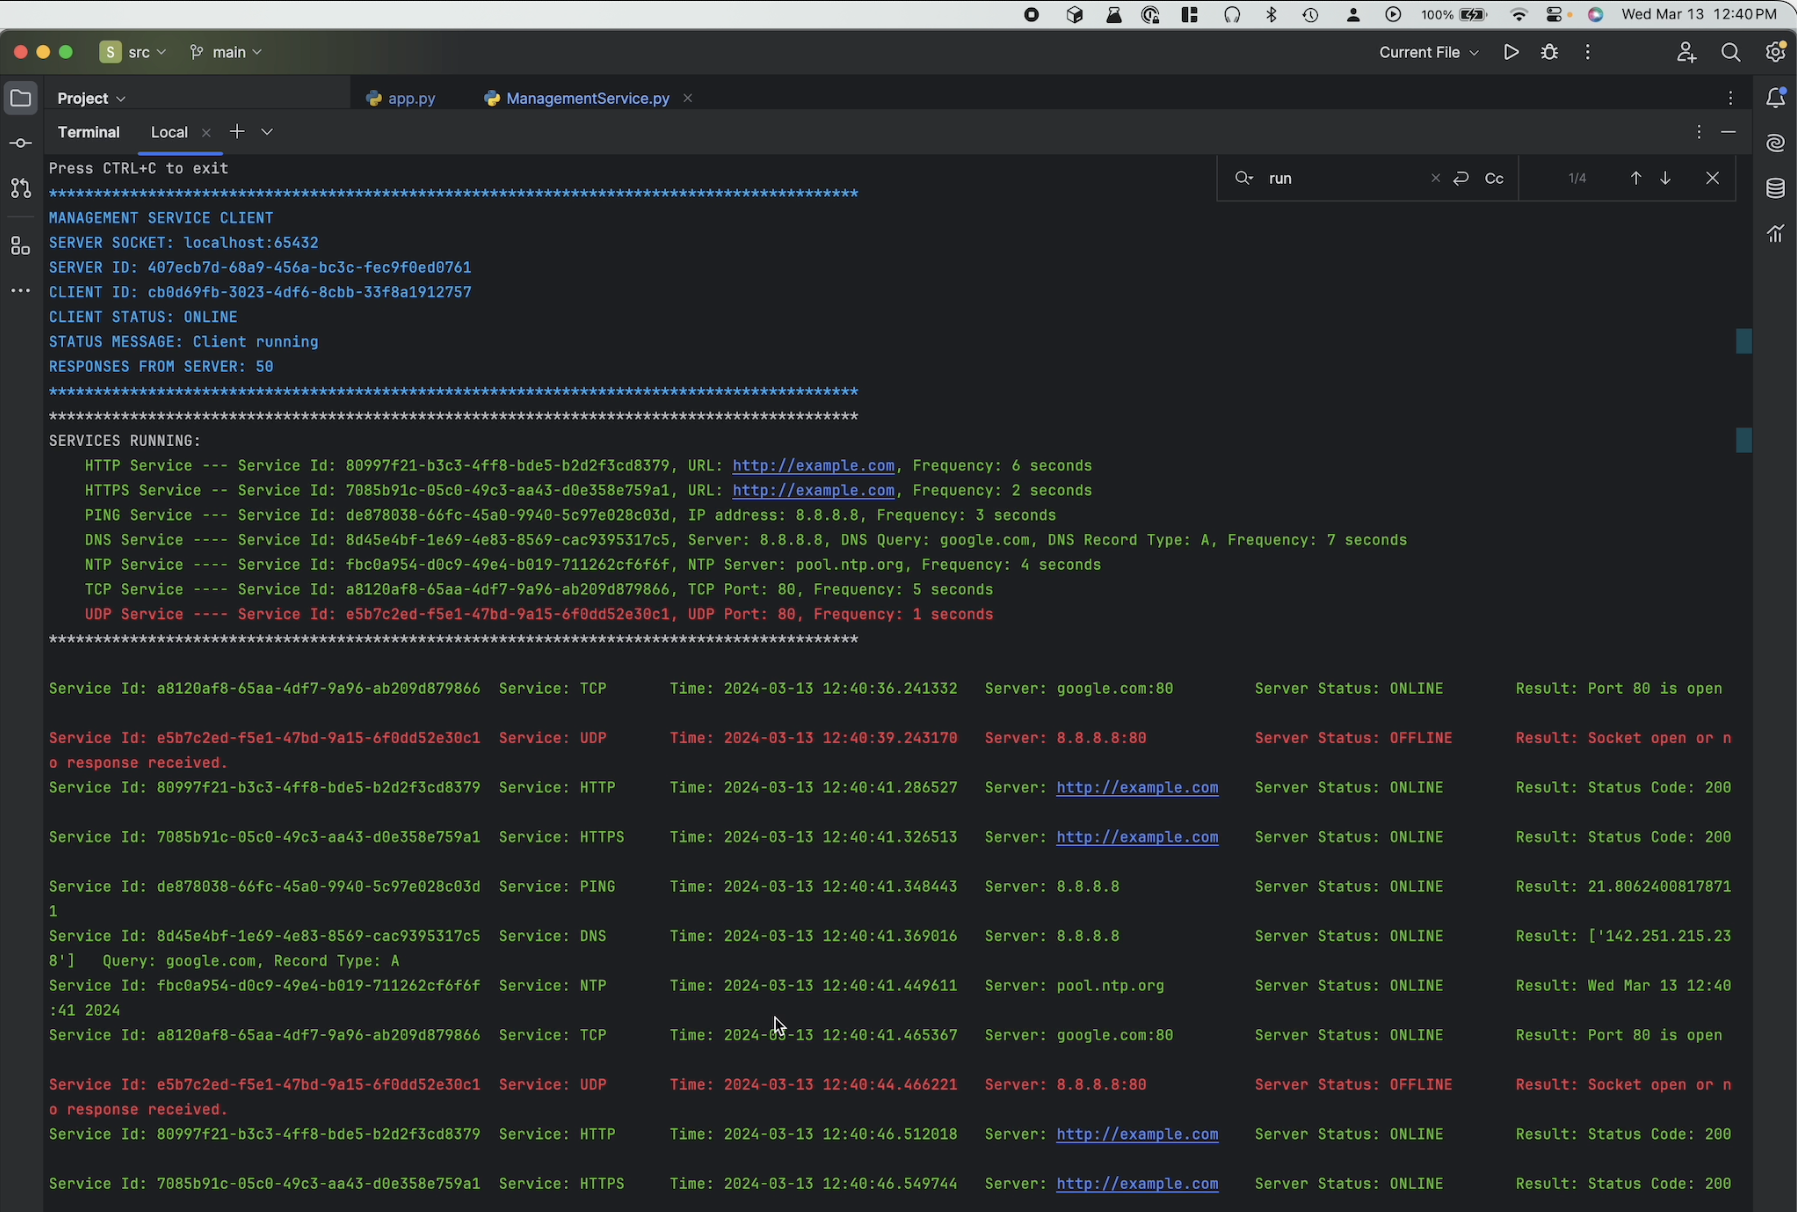 100% Wed Mar 13 12:40 PM
S src main Current File
Project app.py ManagementService.py
Terminal Local
Press CTRL+C to exit
run Cc 1/4
******************************************************************************************
MANAGEMENT SERVICE CLIENT
SERVER SOCKET: localhost:65432
SERVER ID: 407ecb7d-68a9-456a-bc3c-fec9f0ed0761
CLIENT ID: cb0d69fb-3023-4df6-8cbb-33f8a1912757
CLIENT STATUS: ONLINE
STATUS MESSAGE: Client running
RESPONSES FROM SERVER: 50
******************************************************************************************
******************************************************************************************
SERVICES RUNNING:
HTTP Service --- Service Id: 80997f21-b3c3-4ff8-bde5-b2d2f3cd8379, URL: http://example.com, Frequency: 6 seconds
HTTPS Service -- Service Id: 7085b91c-05c0-49c3-aa43-d0e358e759a1, URL: http://example.com, Frequency: 2 seconds
PING Service --- Service Id: de878038-66fc-45a0-9940-5c97e028c03d, IP address: 8.8.8.8, Frequency: 3 seconds
DNS Service ---- Service Id: 8d45e4bf-1e69-4e83-8569-cac9395317c5, Server: 8.8.8.8, DNS Query: google.com, DNS Record Type: A, Frequency: 7 seconds
NTP Service ---- Service Id: fbc0a954-d0c9-49e4-b019-711262cf6f6f, NTP Server: pool.ntp.org, Frequency: 4 seconds
TCP Service ---- Service Id: a8120af8-65aa-4df7-9a96-ab209d879866, TCP Port: 80, Frequency: 5 seconds
UDP Service ---- Service Id: e5b7c2ed-f5e1-47bd-9a15-6f0dd52e30c1, UDP Port: 80, Frequency: 1 seconds
******************************************************************************************
Service Id: a8120af8-65aa-4df7-9a96-ab209d879866 Service: TCP Time: 2024-03-13 12:40:36.241332 Server: google.com:80 Server Status: ONLINE Result: Port 80 is open
Service Id: e5b7c2ed-f5e1-47bd-9a15-6f0dd52e30c1 Service: UDP Time: 2024-03-13 12:40:39.243170 Server: 8.8.8.8:80 Server Status: OFFLINE Result: Socket open or n
o response received.
Service Id: 80997f21-b3c3-4ff8-bde5-b2d2f3cd8379 Service: HTTP Time: 2024-03-13 12:40:41.286527 Server: http://example.com Server Status: ONLINE Result: Status Code: 200
Service Id: 7085b91c-05c0-49c3-aa43-d0e358e759a1 Service: HTTPS Time: 2024-03-13 12:40:41.326513 Server: http://example.com Server Status: ONLINE Result: Status Code: 200
Service Id: de878038-66fc-45a0-9940-5c97e028c03d Service: PING Time: 2024-03-13 12:40:41.348443 Server: 8.8.8.8 Server Status: ONLINE Result: 21.8062400817871
1
Service Id: 8d45e4bf-1e69-4e83-8569-cac9395317c5 Service: DNS Time: 2024-03-13 12:40:41.369016 Server: 8.8.8.8 Server Status: ONLINE Result: ['142.251.215.23
8'] Query: google.com, Record Type: A
Service Id: fbc0a954-d0c9-49e4-b019-711262cf6f6f Service: NTP Time: 2024-03-13 12:40:41.449611 Server: pool.ntp.org Server Status: ONLINE Result: Wed Mar 13 12:40
:41 2024
Service Id: a8120af8-65aa-4df7-9a96-ab209d879866 Service: TCP Time: 2024-03-13 12:40:41.465367 Server: google.com:80 Server Status: ONLINE Result: Port 80 is open
Service Id: e5b7c2ed-f5e1-47bd-9a15-6f0dd52e30c1 Service: UDP Time: 2024-03-13 12:40:44.466221 Server: 8.8.8.8:80 Server Status: OFFLINE Result: Socket open or n
o response received.
Service Id: 80997f21-b3c3-4ff8-bde5-b2d2f3cd8379 Service: HTTP Time: 2024-03-13 12:40:46.512018 Server: http://example.com Server Status: ONLINE Result: Status Code: 200
Service Id: 7085b91c-05c0-49c3-aa43-d0e358e759a1 Service: HTTPS Time: 2024-03-13 12:40:46.549744 Server: http://example.com Server Status: ONLINE Result: Status Code: 200